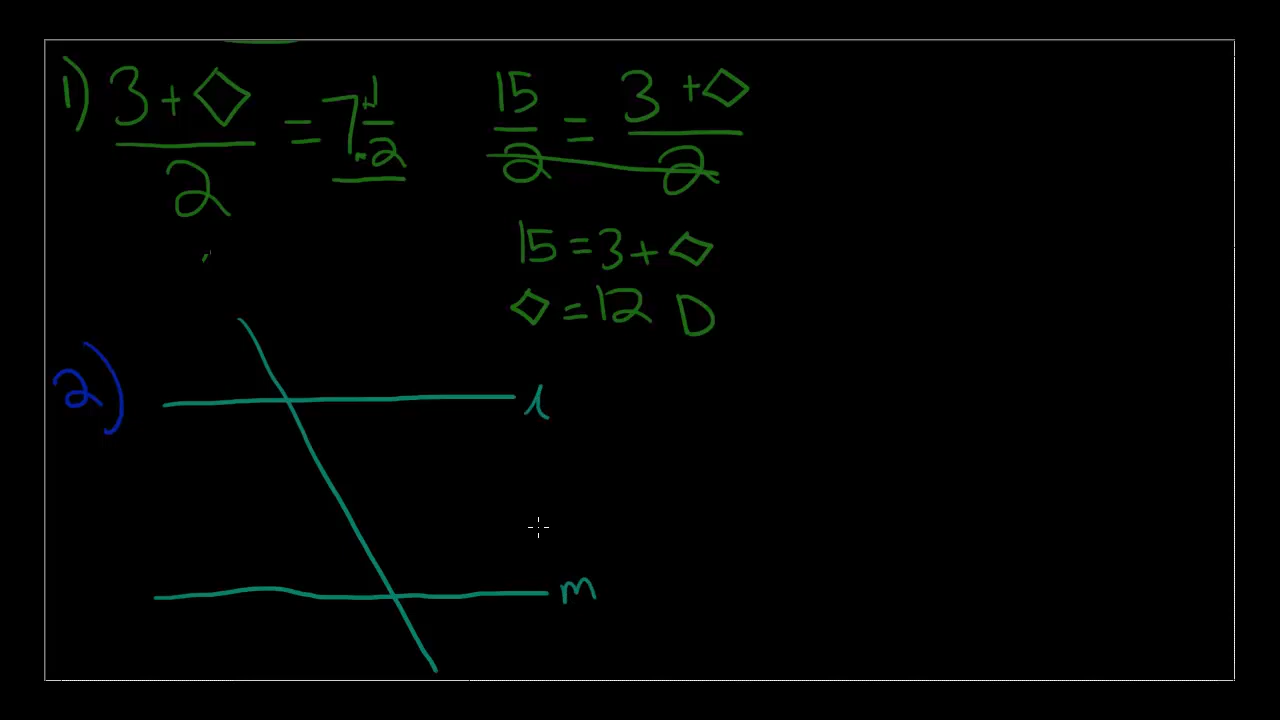 1) (3 + ◇)/2 = 7 1/2
15/2 = (3 + ◇)/2
15 = 3 + ◇
◇ = 12 D
2)
l
m